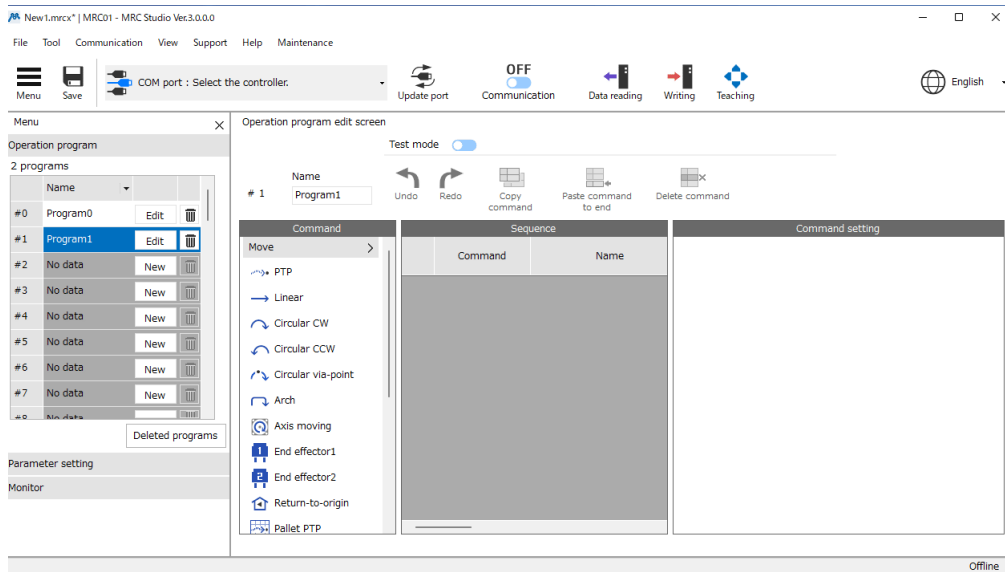 New1.mrcx* | MRC01 - MRC Studio Ver.3.0.0.0
File Tool Communication View Support Help Maintenance
Menu
Save
COM port : Select the controller.
Update port
OFF
Communication
Data reading
Writing
Teaching
English
Menu
Operation program
2 programs
Name
#0 Program0 Edit
#1 Program1 Edit
#2 No data New
#3 No data New
#4 No data New
#5 No data New
#6 No data New
#7 No data New
#8 No data
Deleted programs
Parameter setting
Monitor
Operation program edit screen
Test mode
# 1
Name
Program1
Undo
Redo
Copy
command
Paste command
to end
Delete command
Command
Move
PTP
Linear
Circular CW
Circular CCW
Circular via-point
Arch
Axis moving
1 End effector1
2 End effector2
Return-to-origin
Pallet PTP
Sequence
Command Name
Command setting
Offline